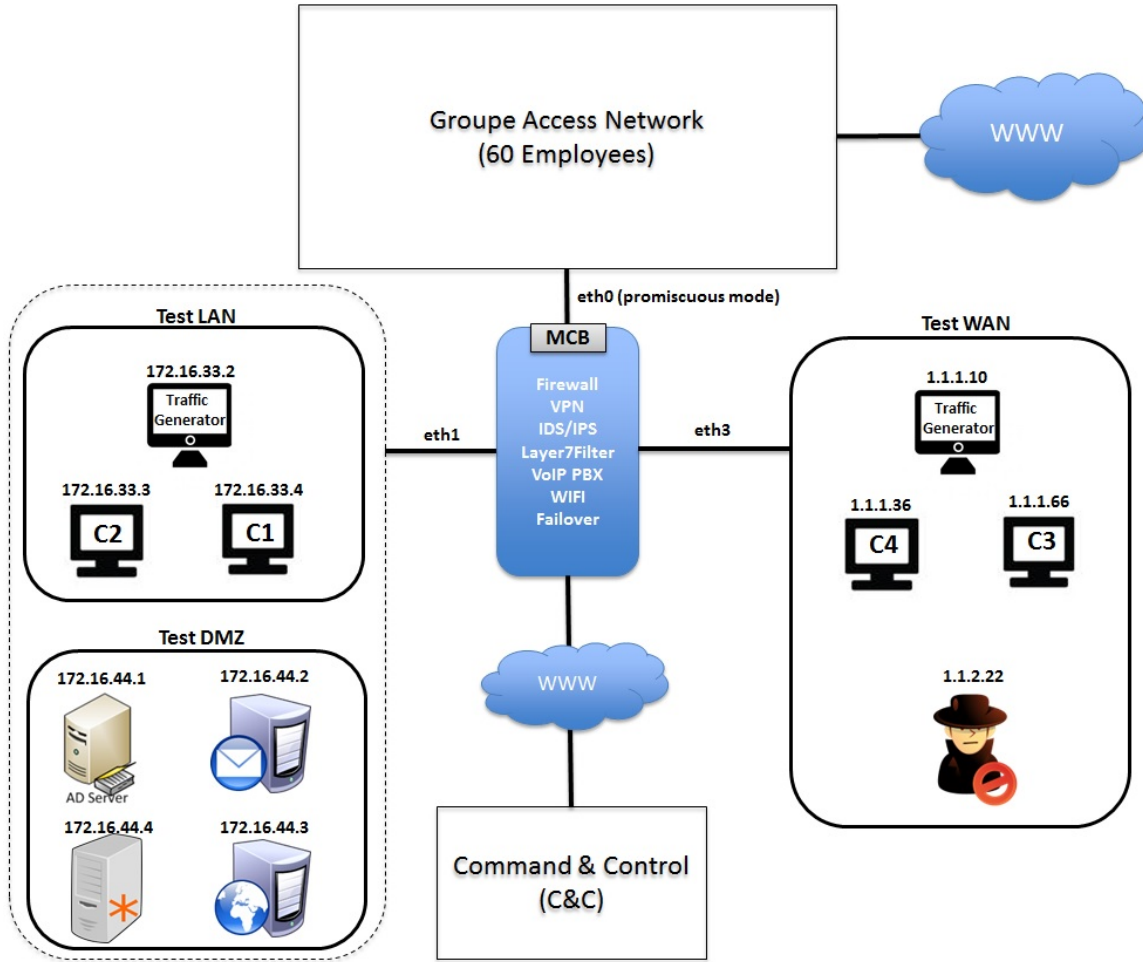 Groupe Access Network
(60 Employees)
WWW
eth0 (promiscuous mode)
Test LAN
172.16.33.2
Traffic
Generator
172.16.33.3
172.16.33.4
C2
C1
eth1
MCB
Firewall
VPN
IDS/IPS
Layer7Filter
VoIP PBX
WIFI
Failover
eth3
Test WAN
1.1.1.10
Traffic
Generator
1.1.1.36
1.1.1.66
C4
C3
1.1.2.22
Test DMZ
172.16.44.1
172.16.44.2
AD Server
172.16.44.4
172.16.44.3
WWW
Command & Control
(C&C)